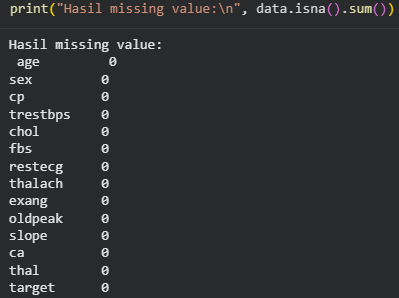 print("Hasil missing value:\n", data.isna().sum())
Hasil missing value:
 age         0
sex         0
cp          0
trestbps    0
chol        0
fbs         0
restecg     0
thalach     0
exang       0
oldpeak     0
slope       0
ca          0
thal        0
target      0